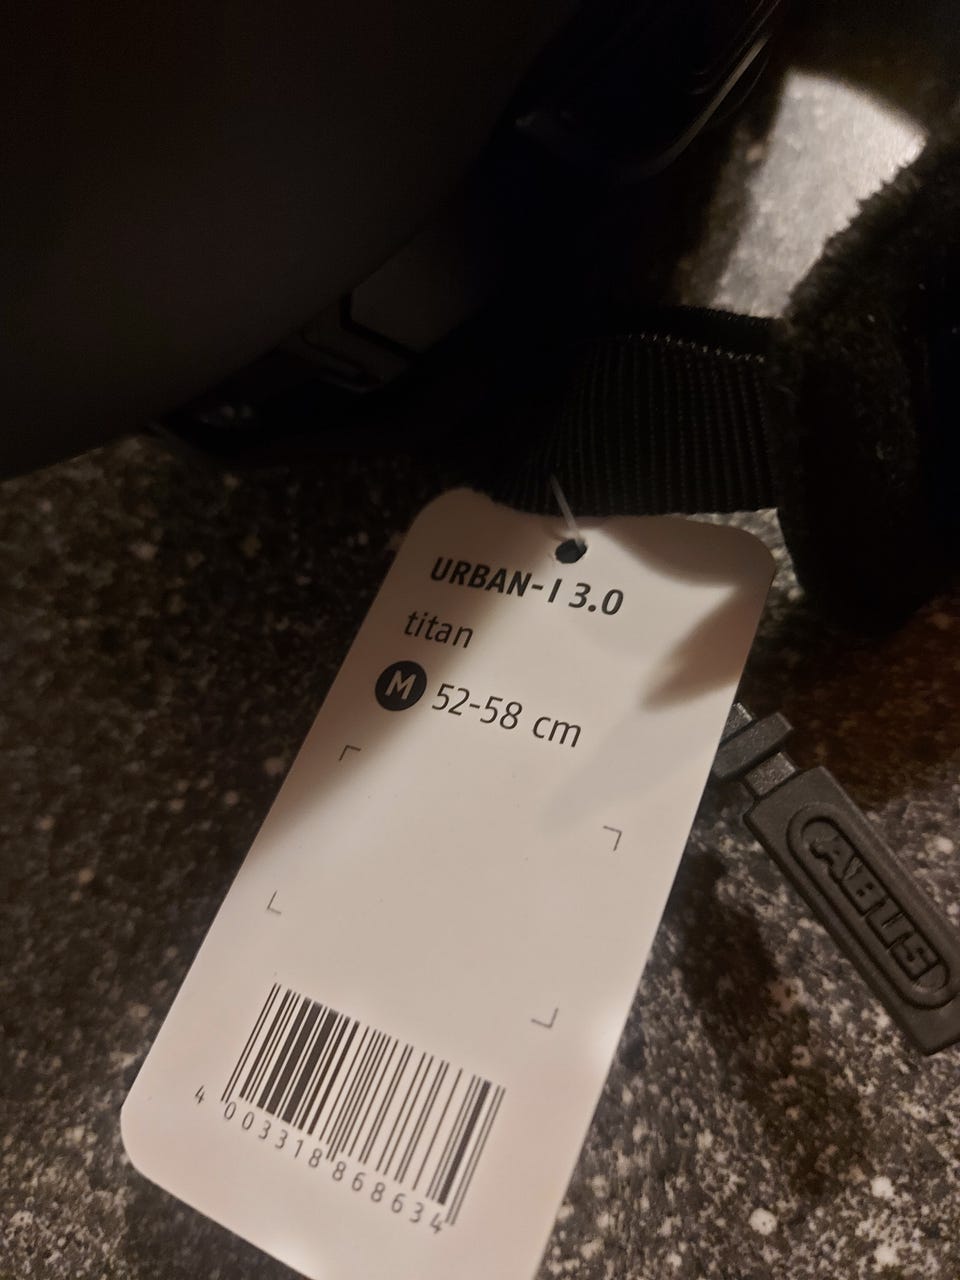 URBAN-I 3.0
titan
M 52-58 cm
ABUS
4 003318 868634